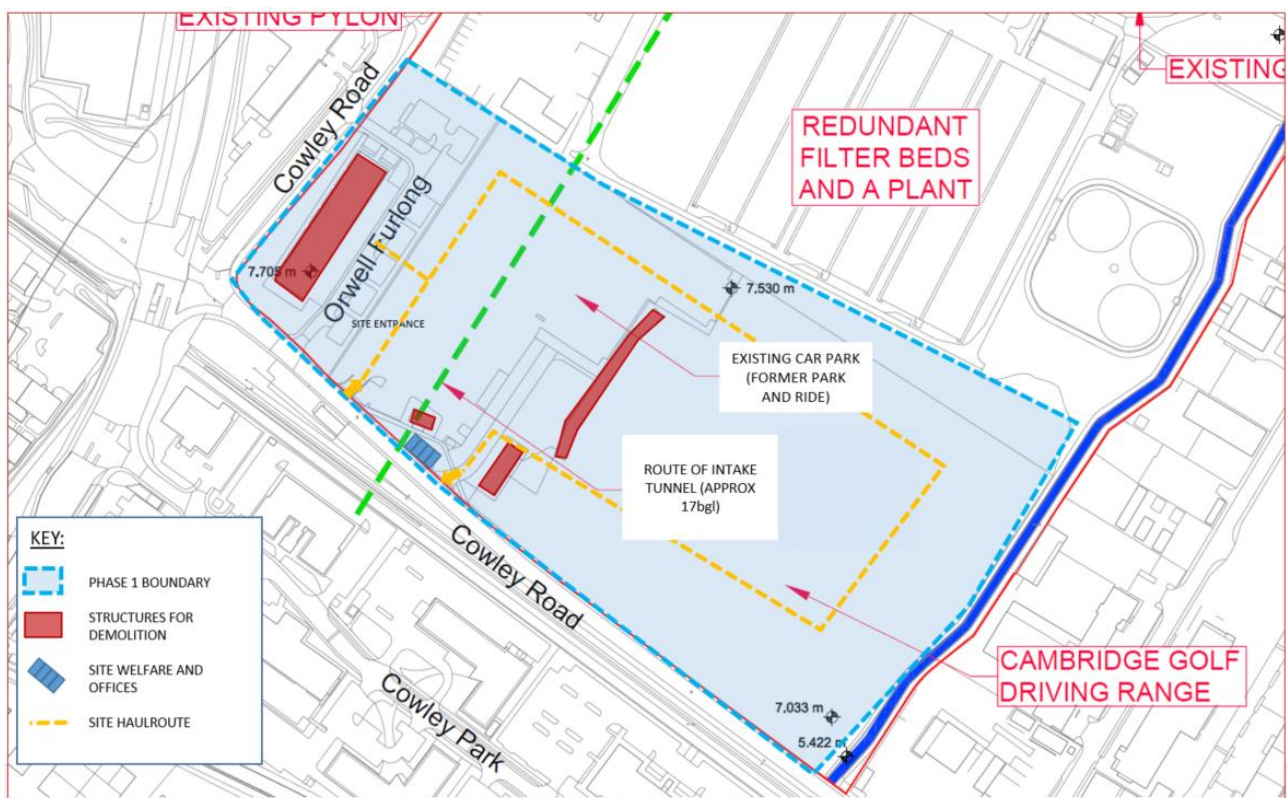 EXISTING PYLON
EXISTING
Cowley Road
REDUNDANT
FILTER BEDS
AND A PLANT
Orwell Furlong
7.705 m
7,530 m
SITE ENTRANCE
EXISTING CAR PARK
(FORMER PARK
AND RIDE)
ROUTE OF INTAKE
TUNNEL (APPROX
17bgl)
Cowley Road
CAMBRIDGE GOLF
DRIVING RANGE
Cowley Park
7,033 m
5.422 m
KEY:
PHASE 1 BOUNDARY
STRUCTURES FOR
DEMOLITION
SITE WELFARE AND
OFFICES
SITE HAULROUTE